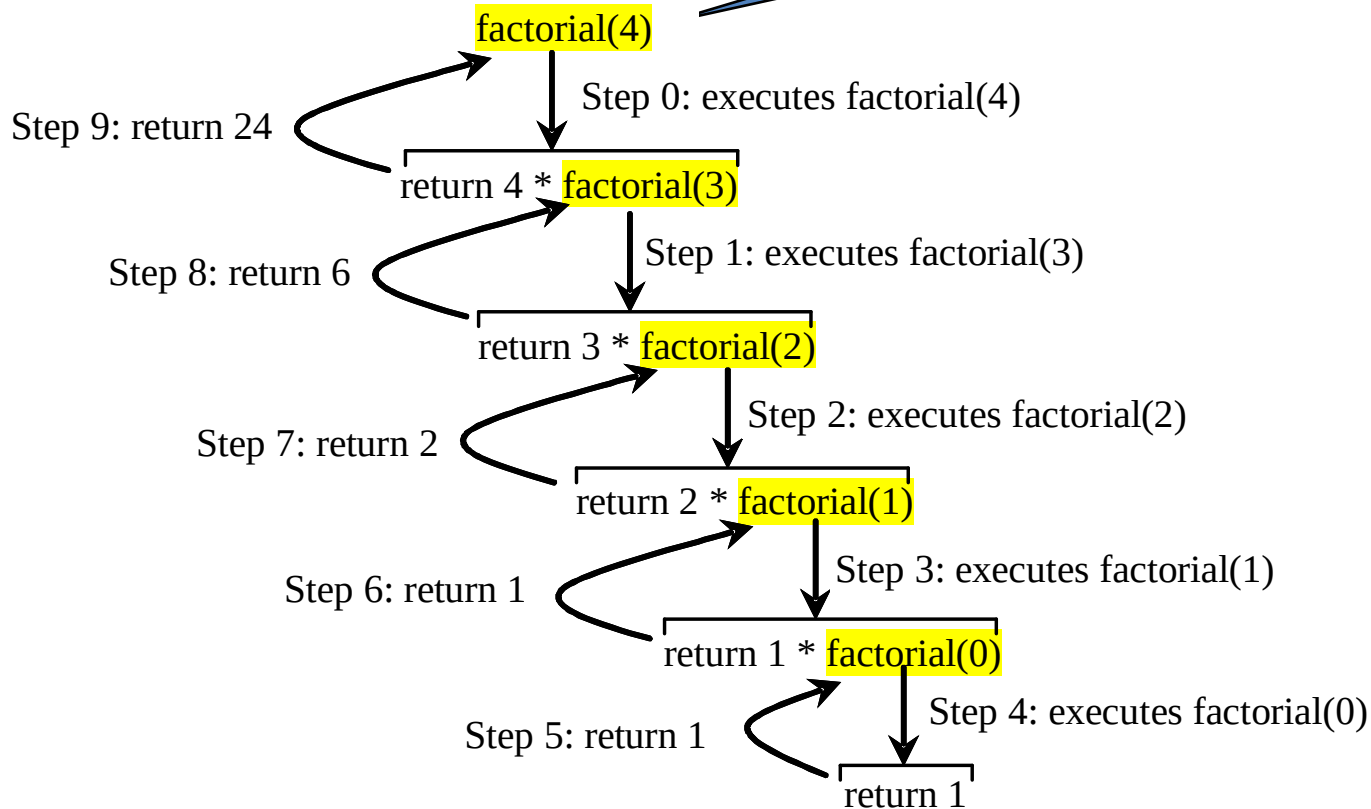 factorial(4)
Step 0: executes factorial(4)
Step 9: return 24
return 4 * factorial(3)
Step 1: executes factorial(3)
Step 8: return 6
return 3 * factorial(2)
Step 2: executes factorial(2)
Step 7: return 2
return 2 * factorial(1)
Step 3: executes factorial(1)
Step 6: return 1
return 1 * factorial(0)
Step 4: executes factorial(0)
Step 5: return 1
return 1